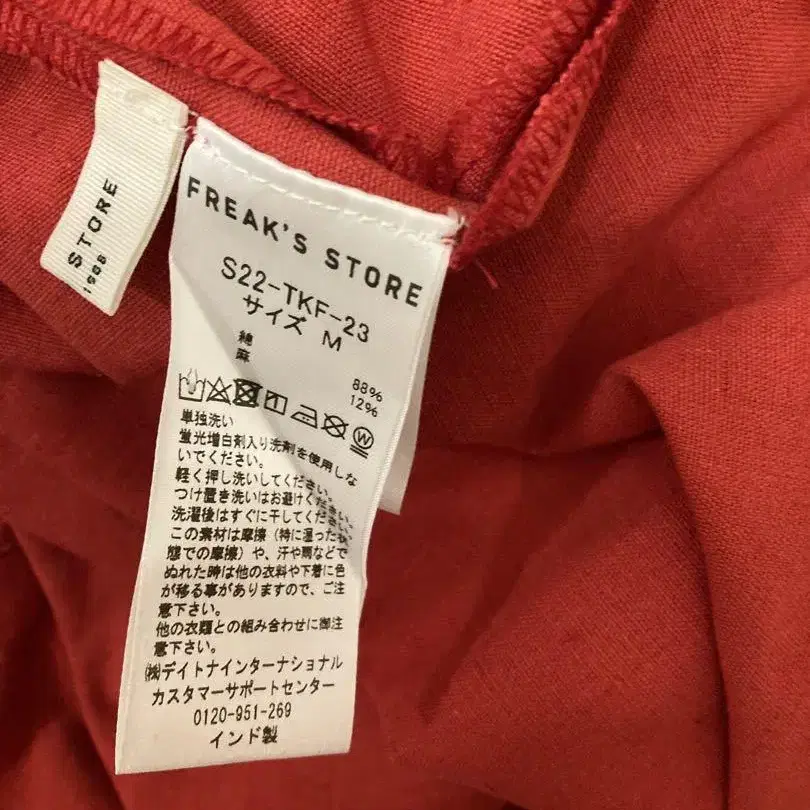 STORE
1988
FREAK'S STORE
S22-TKF-23
サイズ M
綿 88%
麻 12%
単独洗い
蛍光増白剤入り洗剤を使用しな
いでください。
軽く押し洗いしてください。
つけ置き洗いはお避けください。
洗濯後はすぐに干してください。
この素材は摩擦（特に湿った状
態での摩擦）や、汗や雨などで
ぬれた時は他の衣料や下着に色
が移る事がありますので、ご注
意下さい。
他の衣類との組み合わせに御注
意下さい。
㈱デイトナインターナショナル
カスタマーサポートセンター
0120-951-269
インド製